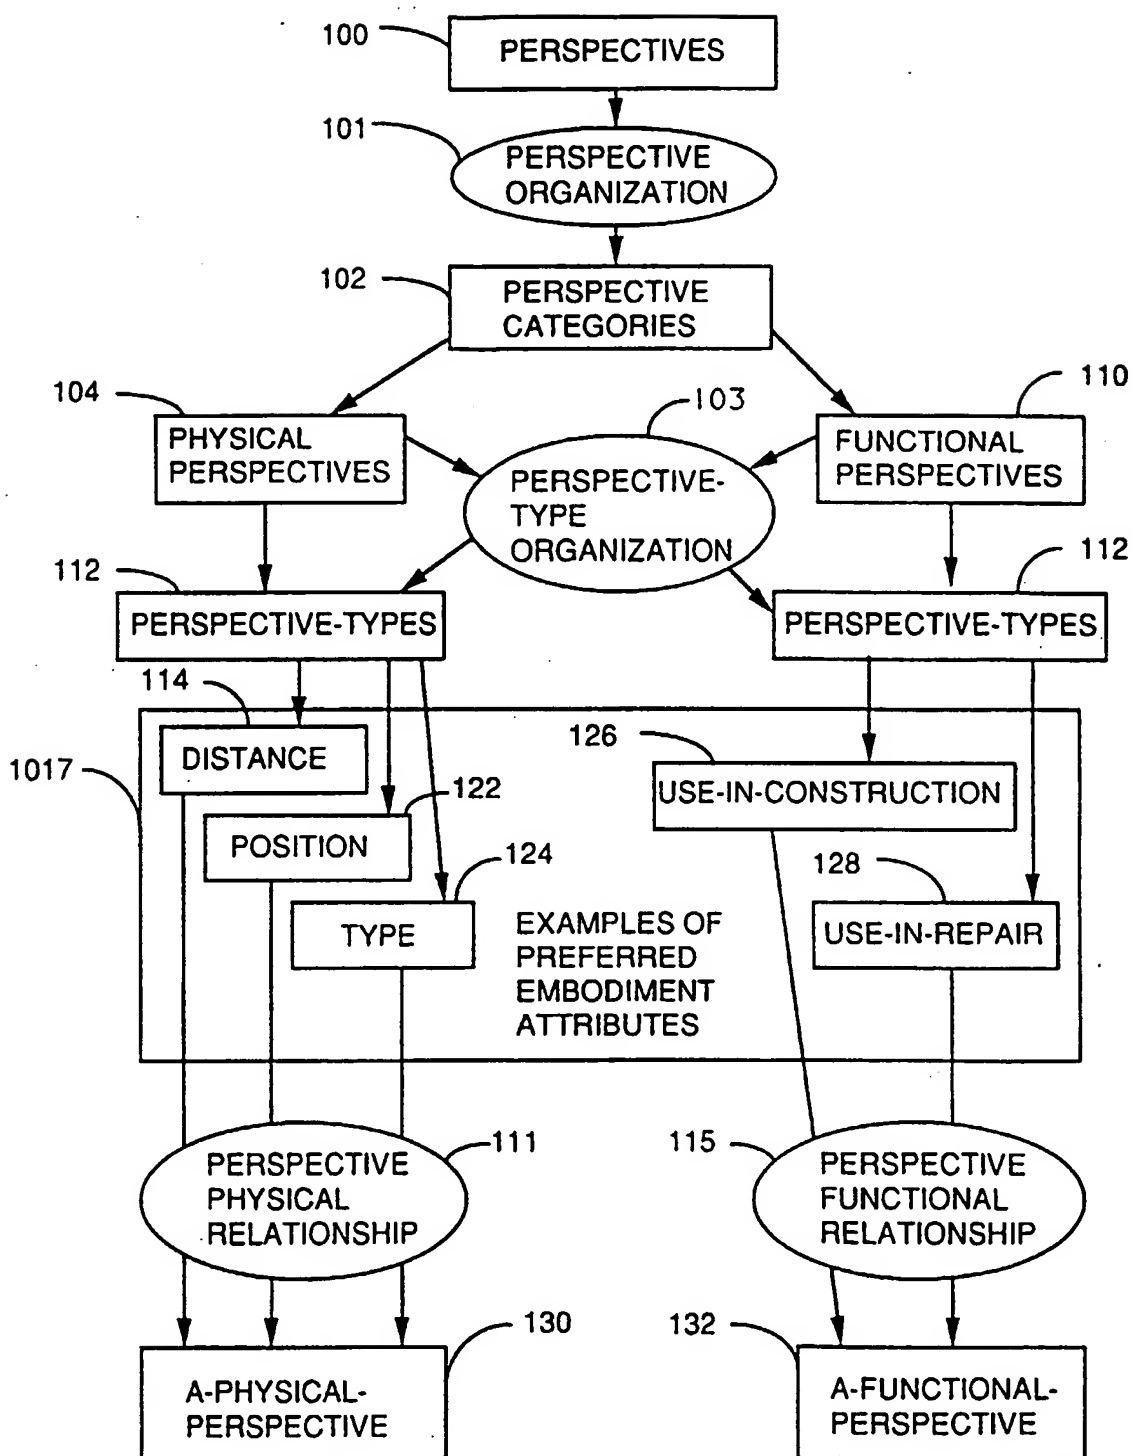 100
PERSPECTIVES
101
PERSPECTIVE
ORGANIZATION
102
PERSPECTIVE
CATEGORIES
104
PHYSICAL
PERSPECTIVES
103
PERSPECTIVE-
TYPE
ORGANIZATION
110
FUNCTIONAL
PERSPECTIVES
112
PERSPECTIVE-TYPES
112
PERSPECTIVE-TYPES
114
DISTANCE
1017
122
POSITION
124
TYPE
126
USE-IN-CONSTRUCTION
128
USE-IN-REPAIR
EXAMPLES OF
PREFERRED
EMBODIMENT
ATTRIBUTES
111
PERSPECTIVE
PHYSICAL
RELATIONSHIP
115
PERSPECTIVE
FUNCTIONAL
RELATIONSHIP
130
A-PHYSICAL-
PERSPECTIVE
132
A-FUNCTIONAL-
PERSPECTIVE